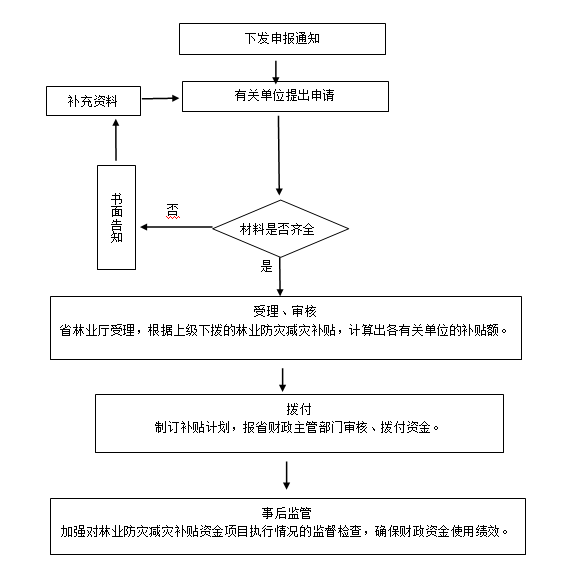 下发申报通知
有关单位提出申请
补充资料
书面告知
否
材料是否齐全
是
受理、审核
省林业厅受理，根据上级下拨的林业防灾减灾补贴，计算出各有关单位的补贴额。
拨付
制订补贴计划，报省财政主管部门审核、拨付资金。
事后监管
加强对林业防灾减灾补贴资金项目执行情况的监督检查，确保财政资金使用绩效。